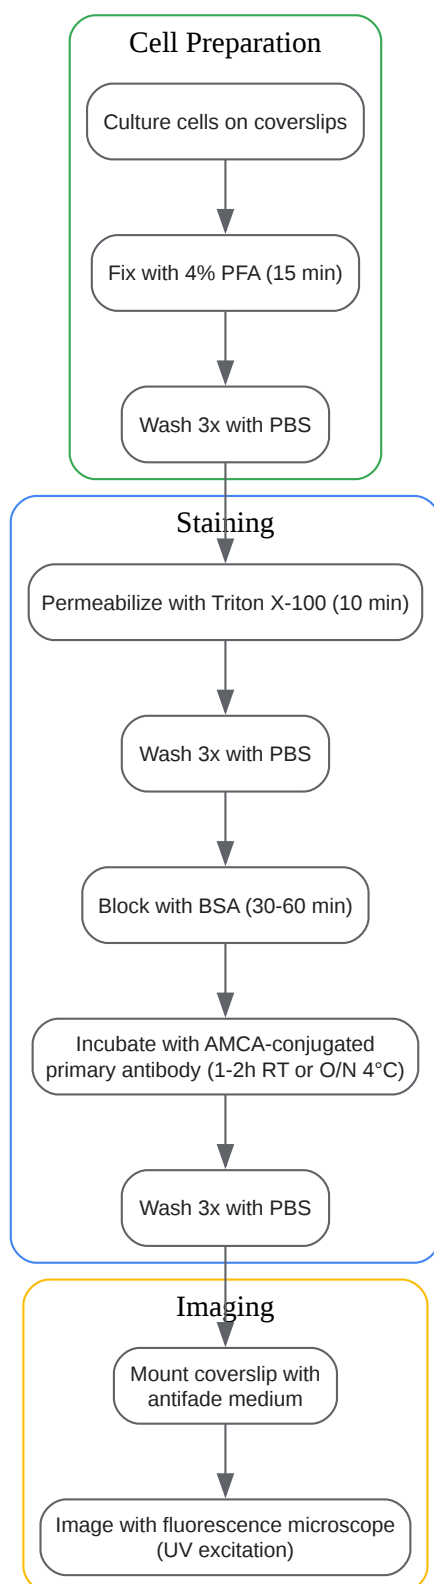 Cell Preparation
Culture cells on coverslips
Fix with 4% PFA (15 min)
Wash 3x with PBS
Staining
Permeabilize with Triton X-100 (10 min)
Wash 3x with PBS
Block with BSA (30-60 min)
Incubate with AMCA-conjugated
primary antibody (1-2h RT or O/N 4°C)
Wash 3x with PBS
Imaging
Mount coverslip with
antifade medium
Image with fluorescence microscope
(UV excitation)